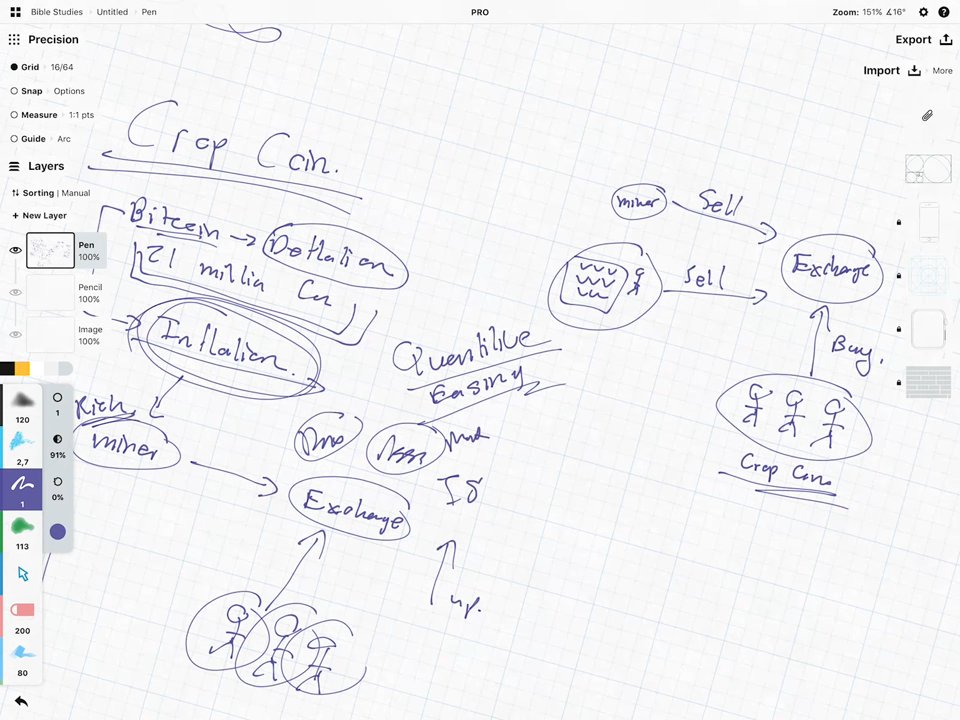 Bible Studies › Untitled › Pen
PRO
Zoom: 151% ∡16°
Precision
Export
Grid › 16/64
Import
More
Snap › Options
Measure › 1:1 pts
Guide › Arc
Layers
Sorting | Manual
+ New Layer
Pen
100%
Pencil
100%
Image
100%
120
2,7
1
113
200
80
1
91%
0%
Crop Coin.
Bitcoin → Deflation
21 million
Inflation.
Quantitive
Easing
Rich
miner
Exchange
up.
miner
Sell
Sell
Exchange
Buy.
Crop